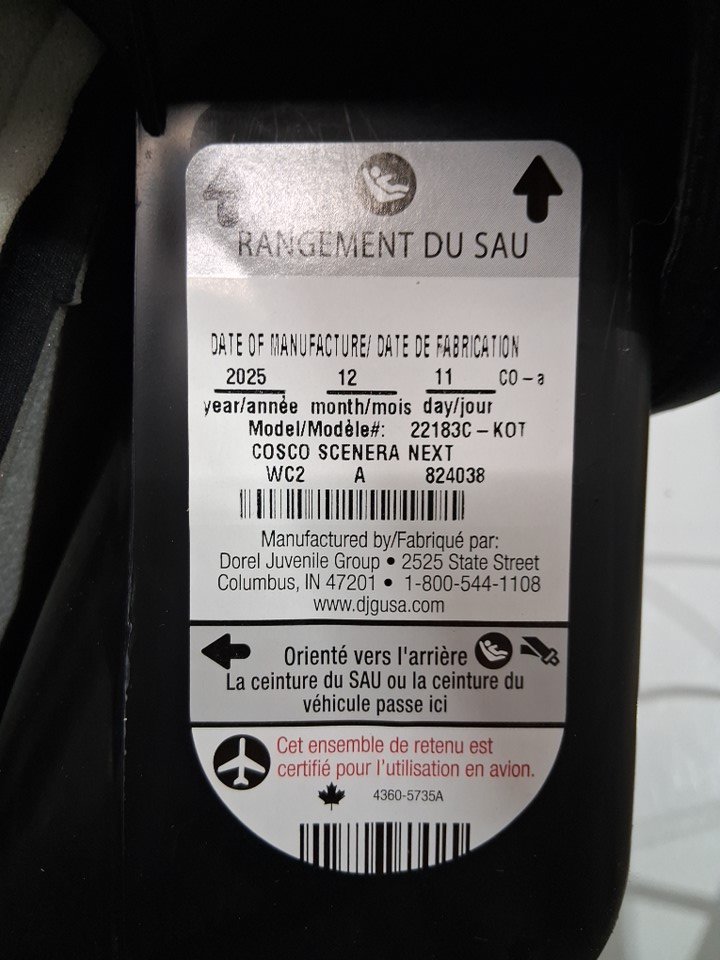 RANGEMENT DU SAU
DATE OF MANUFACTURE/ DATE DE FABRICATION
2025 12 11 CO-a
year/année month/mois day/jour
Model/Modèle#: 22183C-KOT
COSCO SCENERA NEXT
WC2 A 824038
Manufactured by/Fabriqué par:
Dorel Juvenile Group • 2525 State Street
Columbus, IN 47201 • 1-800-544-1108
www.djgusa.com
Orienté vers l'arrière
La ceinture du SAU ou la ceinture du
véhicule passe ici
Cet ensemble de retenu est
certifié pour l'utilisation en avion.
4360-5735A